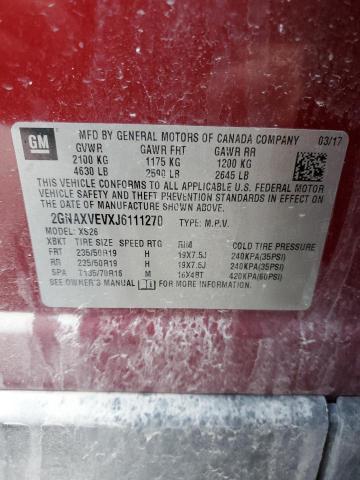 GM
MFD BY GENERAL MOTORS OF CANADA COMPANY 03/17
GVWR GAWR FRT GAWR RR
2100 KG 1175 KG 1200 KG
4630 LB 2590 LB 2645 LB
THIS VEHICLE CONFORMS TO ALL APPLICABLE U.S. FEDERAL
MOTOR VEHICLE SAFETY, BUMPER, AND THEFT PREVENTION
STANDARDS IN EFFECT ON THE
DATE OF MANUFACTURE SHOWN ABOVE.
2GNAXVEVXJ6111270 TYPE: M.P.V.
MODEL: XS26
XBKT TIRE SIZE SPEED RTG RIM COLD TIRE PRESSURE
FRT 235/50R19 H 19X7.5J 240KPA(35PSI)
RR 235/50R19 H 19X7.5J 240KPA(35PSI)
SPA T135/70R16 M 16X4BT 420KPA(60PSI)
SEE OWNER'S MANUAL FOR MORE INFORMATION.